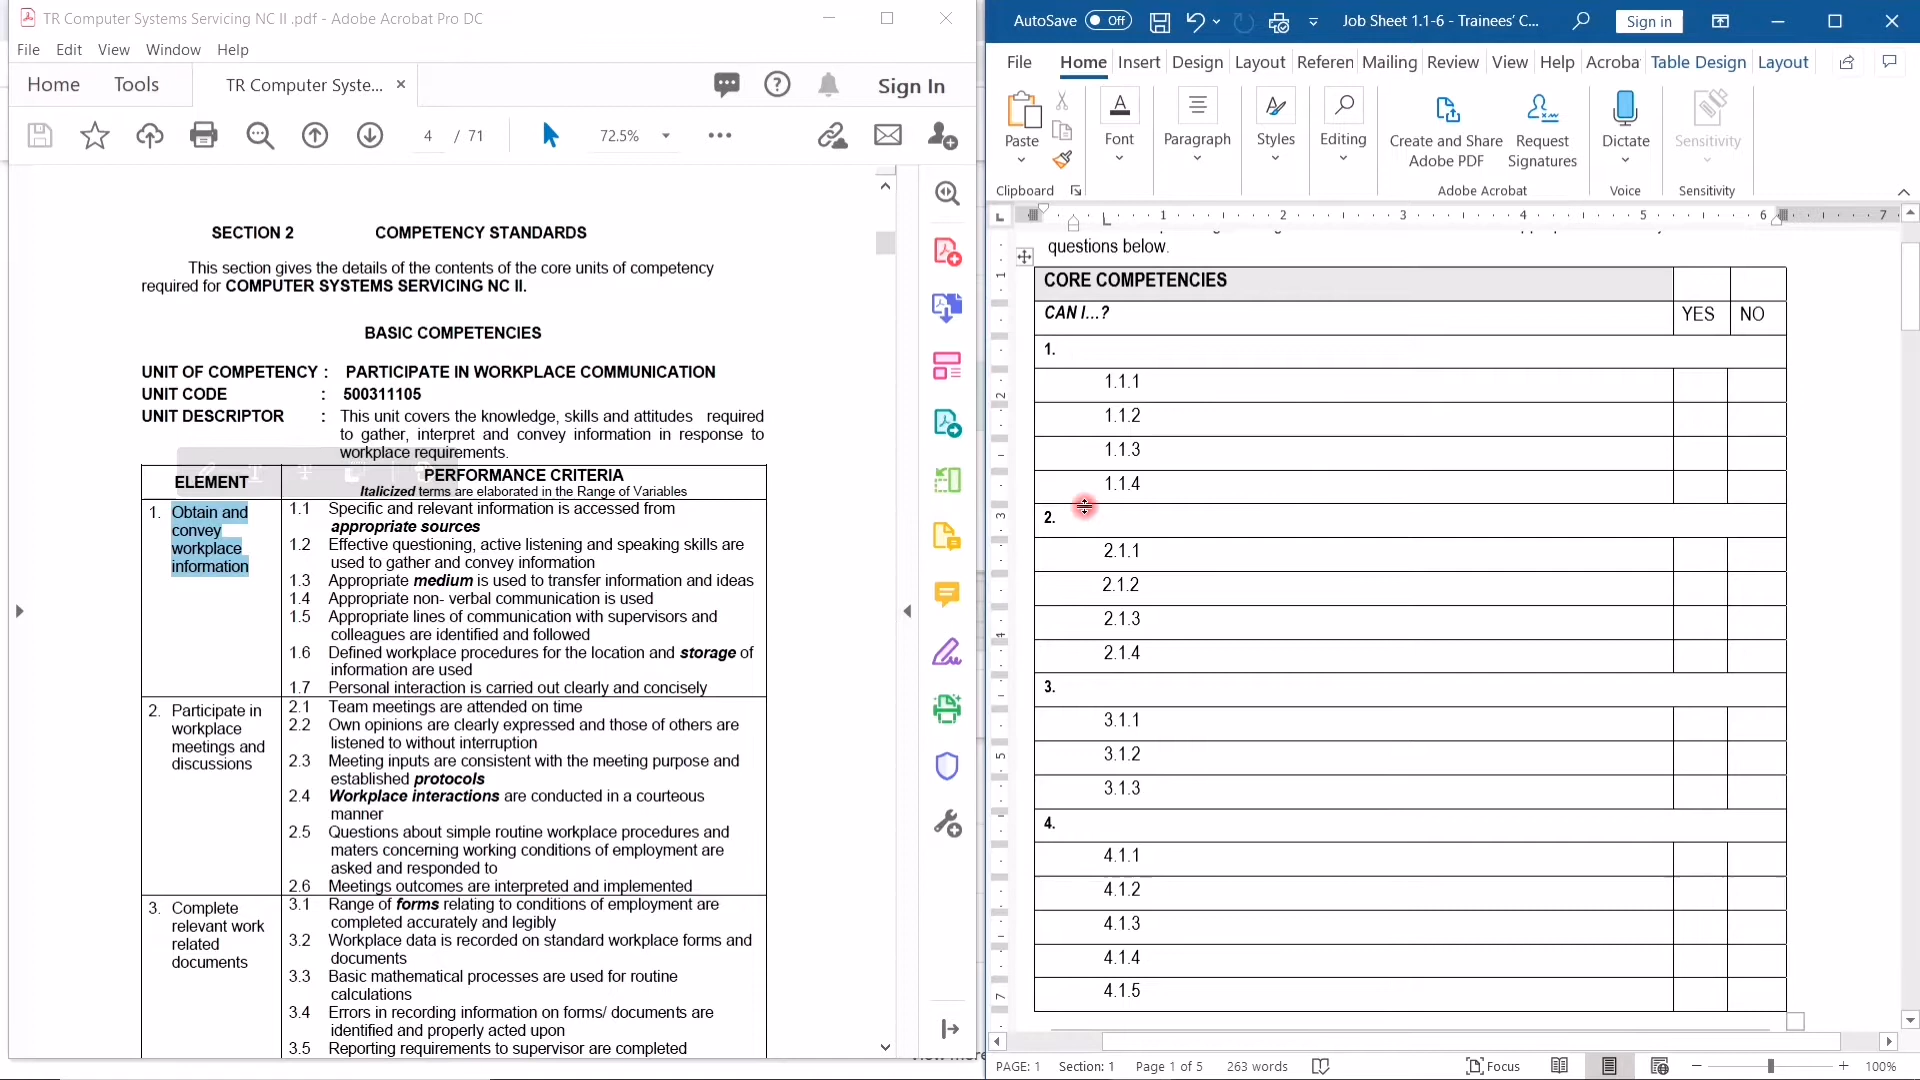 TR Computer Systems Servicing NC II .pdf - Adobe Acrobat Pro DC
File Edit View Window Help
Home Tools TR Computer Syste... ×
Sign In
4 / 71 72.5%
SECTION 2 COMPETENCY STANDARDS
This section gives the details of the contents of the core units of competency
required for COMPUTER SYSTEMS SERVICING NC II.
BASIC COMPETENCIES
UNIT OF COMPETENCY : PARTICIPATE IN WORKPLACE COMMUNICATION
UNIT CODE : 500311105
UNIT DESCRIPTOR : This unit covers the knowledge, skills and attitudes required
to gather, interpret and convey information in response to
workplace requirements.
ELEMENT
PERFORMANCE CRITERIA
Italicized terms are elaborated in the Range of Variables
1. Obtain and
convey
workplace
information
1.1 Specific and relevant information is accessed from
appropriate sources
1.2 Effective questioning, active listening and speaking skills are
used to gather and convey information
1.3 Appropriate medium is used to transfer information and ideas
1.4 Appropriate non- verbal communication is used
1.5 Appropriate lines of communication with supervisors and
colleagues are identified and followed
1.6 Defined workplace procedures for the location and storage of
information are used
1.7 Personal interaction is carried out clearly and concisely
2. Participate in
workplace
meetings and
discussions
2.1 Team meetings are attended on time
2.2 Own opinions are clearly expressed and those of others are
listened to without interruption
2.3 Meeting inputs are consistent with the meeting purpose and
established protocols
2.4 Workplace interactions are conducted in a courteous
manner
2.5 Questions about simple routine workplace procedures and
maters concerning working conditions of employment are
asked and responded to
2.6 Meetings outcomes are interpreted and implemented
3. Complete
relevant work
related
documents
3.1 Range of forms relating to conditions of employment are
completed accurately and legibly
3.2 Workplace data is recorded on standard workplace forms and
documents
3.3 Basic mathematical processes are used for routine
calculations
3.4 Errors in recording information on forms/ documents are
identified and properly acted upon
3.5 Reporting requirements to supervisor are completed
AutoSave Off Job Sheet 1.1-6 - Trainees' C... Sign in
File Home Insert Design Layout Referen Mailing Review View Help Acroba Table Design Layout
Paste Font Paragraph Styles Editing Create and Share Adobe PDF Request Signatures Dictate Sensitivity
Clipboard Adobe Acrobat Voice Sensitivity
1 2 3 4 5 6 7
questions below.
CORE COMPETENCIES
CAN I...? YES NO
1.
1.1.1
1.1.2
1.1.3
1.1.4
2.
2.1.1
2.1.2
2.1.3
2.1.4
3.
3.1.1
3.1.2
3.1.3
4.
4.1.1
4.1.2
4.1.3
4.1.4
4.1.5
PAGE: 1 Section: 1 Page 1 of 5 263 words Focus 100%